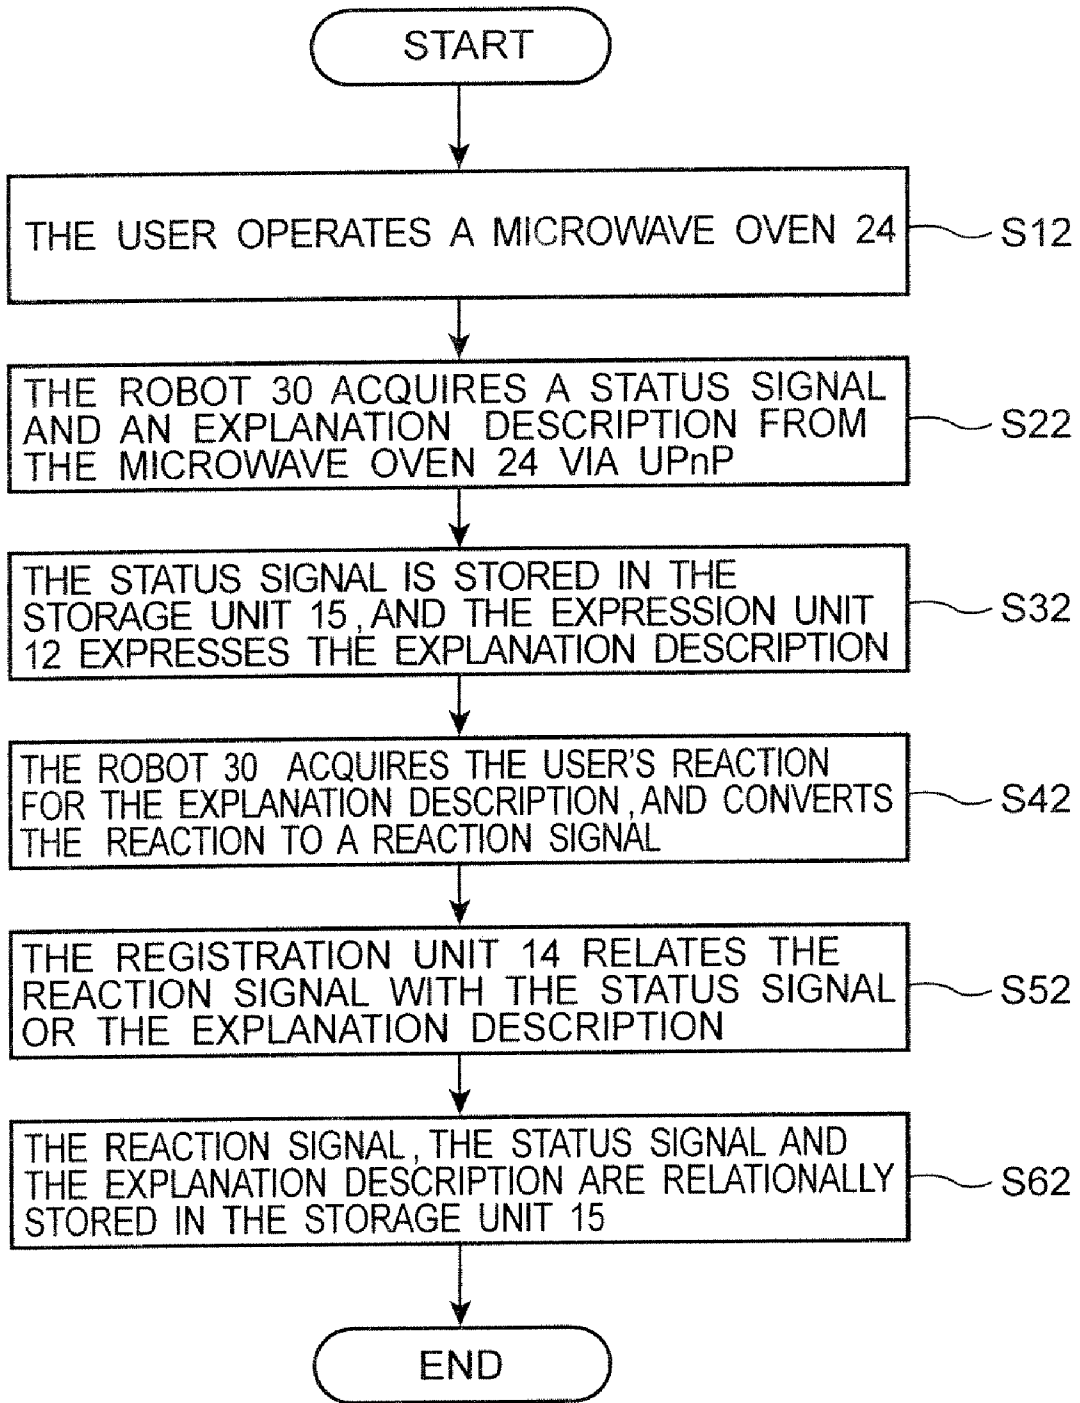 START
THE USER OPERATES A MICROWAVE OVEN 24
S12
THE ROBOT 30 ACQUIRES A STATUS SIGNAL
AND AN EXPLANATION DESCRIPTION FROM
THE MICROWAVE OVEN 24 VIA UPnP
S22
THE STATUS SIGNAL IS STORED IN THE
STORAGE UNIT 15, AND THE EXPRESSION UNIT
12 EXPRESSES THE EXPLANATION DESCRIPTION
S32
THE ROBOT 30 ACQUIRES THE USER'S REACTION
FOR THE EXPLANATION DESCRIPTION, AND CONVERTS
THE REACTION TO A REACTION SIGNAL
S42
THE REGISTRATION UNIT 14 RELATES THE
REACTION SIGNAL WITH THE STATUS SIGNAL
OR THE EXPLANATION DESCRIPTION
S52
THE REACTION SIGNAL, THE STATUS SIGNAL AND
THE EXPLANATION DESCRIPTION ARE RELATIONALLY
STORED IN THE STORAGE UNIT 15
S62
END